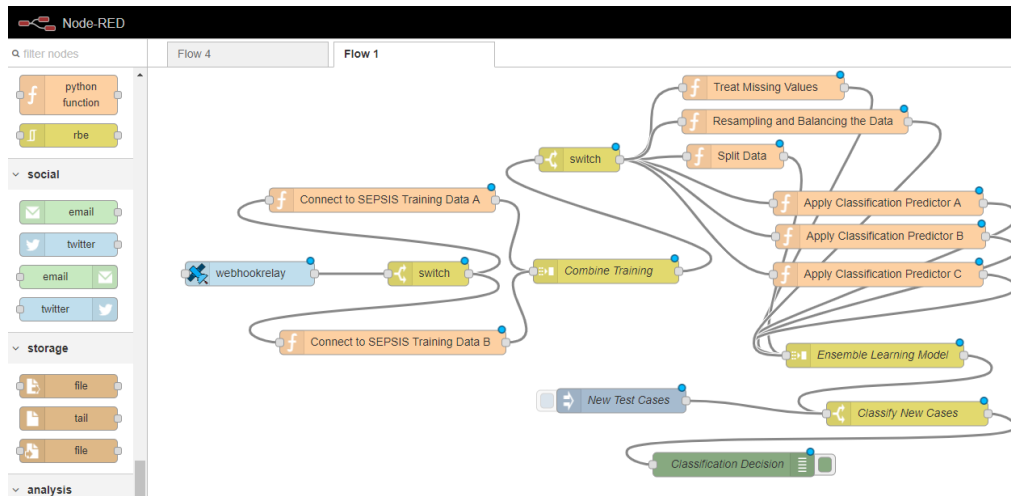 Node-RED
filter nodes
Flow 4
Flow 1
python
function
rbe
social
email
twitter
email
twitter
storage
file
tail
file
analysis
Treat Missing Values
Resampling and Balancing the Data
switch
Split Data
Connect to SEPSIS Training Data A
Apply Classification Predictor A
Apply Classification Predictor B
webhookrelay
switch
Combine Training
Apply Classification Predictor C
Connect to SEPSIS Training Data B
Ensemble Learning Model
New Test Cases
Classify New Cases
Classification Decision